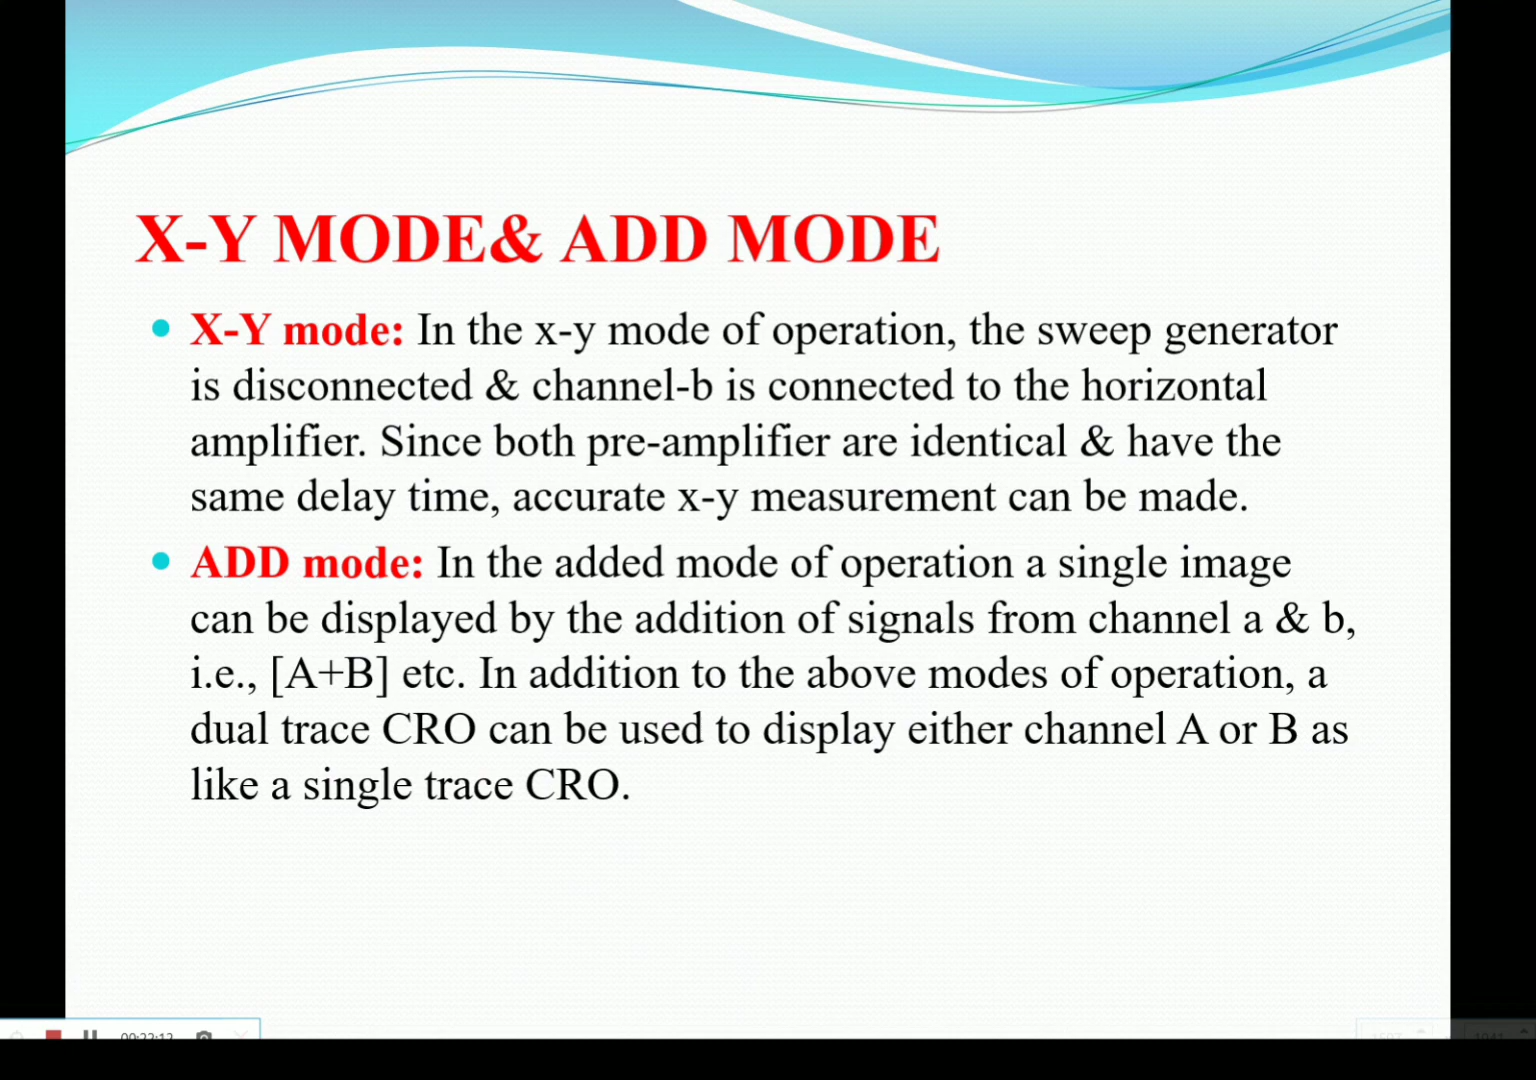 X-Y MODE& ADD MODE
X-Y mode: In the x-y mode of operation, the sweep generator
is disconnected & channel-b is connected to the horizontal
amplifier. Since both pre-amplifier are identical & have the
same delay time, accurate x-y measurement can be made.
ADD mode: In the added mode of operation a single image
can be displayed by the addition of signals from channel a & b,
i.e., [A+B] etc. In addition to the above modes of operation, a
dual trace CRO can be used to display either channel A or B as
like a single trace CRO.
00:22:12